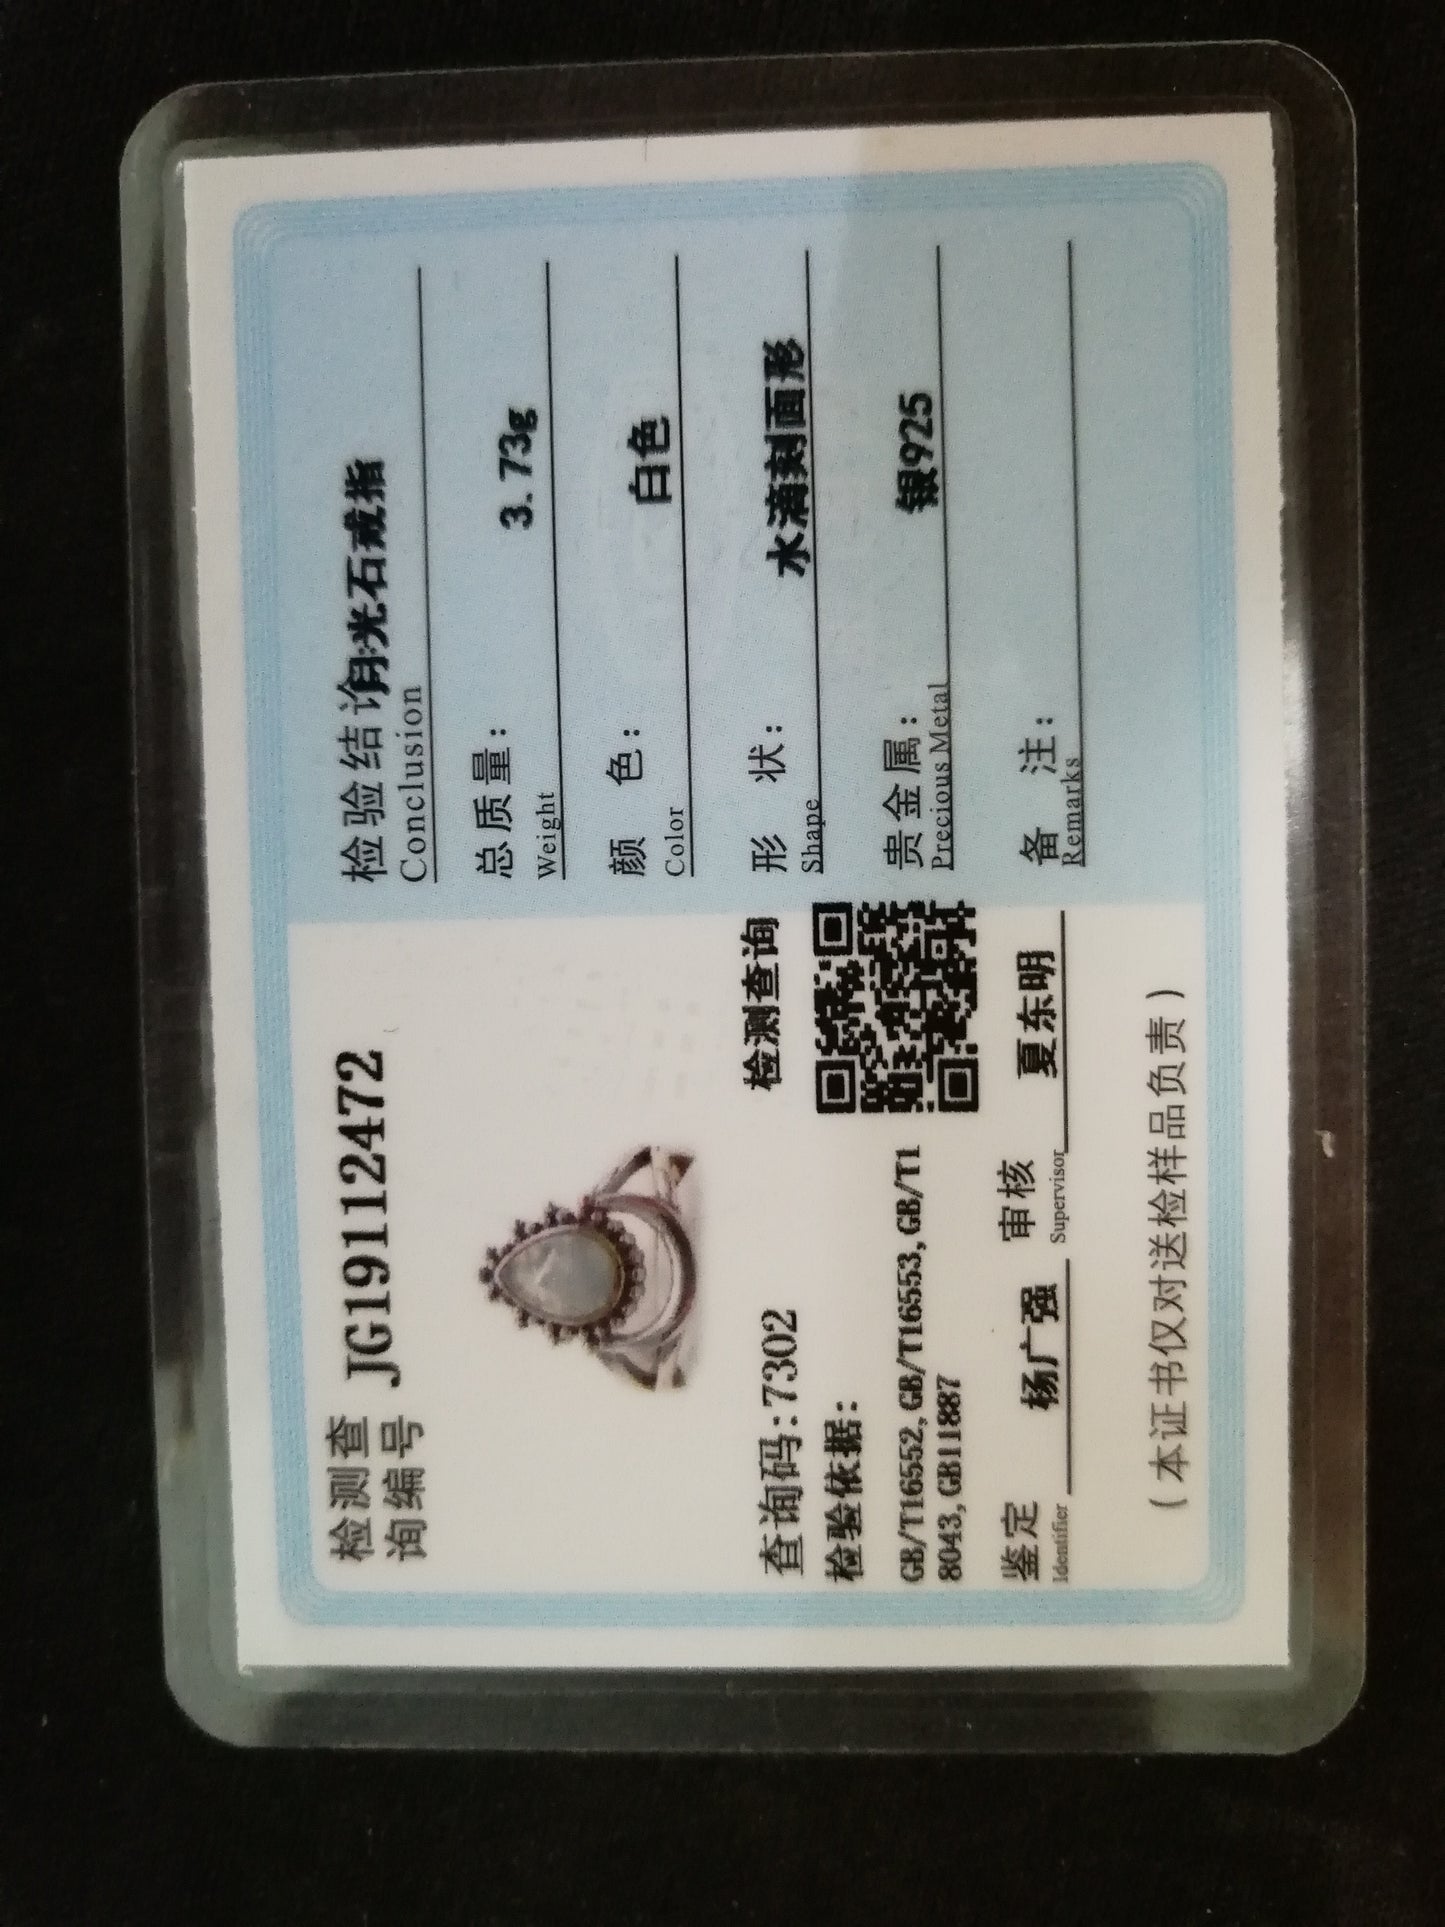 检测查
询编号
JG19112472
查询码:7302
检验依据:
检测查询
GB/T16552,GB/T16553,GB/T1
8043,GB11887
鉴定 杨广强 审核 夏东明
Identifier Supervisor
(本证书仅对送检样品负责)
检验结论月光石戒指
Conclusion
总质量: 3.73g
Weight
颜 色: 白色
Color
形 状: 水滴刻面形
Shape
贵金属: 银925
Precious Metal
备 注:
Remarks